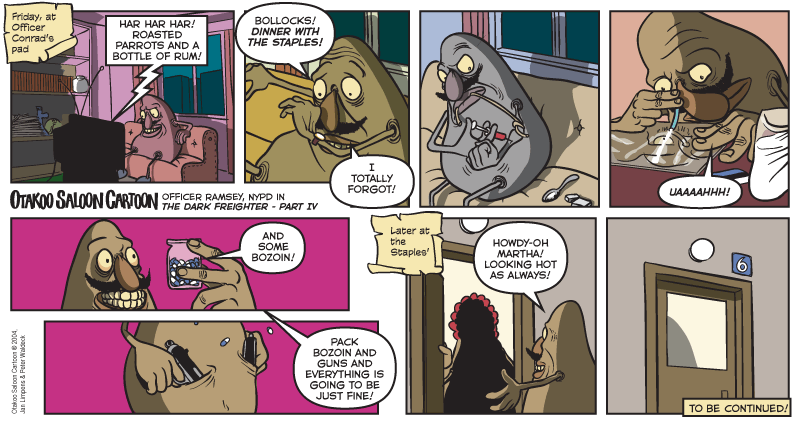 Friday, at
Officer
Conrad's
pad
HAR HAR HAR!
ROASTED
PARROTS AND A
BOTTLE OF RUM!
BOLLOCKS!
DINNER WITH
THE STAPLES!
I
TOTALLY
FORGOT!
UAAAAHHH!
OTAKOO SALOON CARTOON
OFFICER RAMSEY, NYPD IN
THE DARK FREIGHTER - PART IV
AND
SOME
BOZOIN!
PACK
BOZOIN AND
GUNS AND
EVERYTHING IS
GOING TO BE
JUST FINE!
Later at
the
Staples'
HOWDY-OH
MARTHA!
LOOKING HOT
AS ALWAYS!
6
TO BE CONTINUED!
Otakoo Saloon Cartoon © 2004,
Jan Limpens & Peter Waldeck